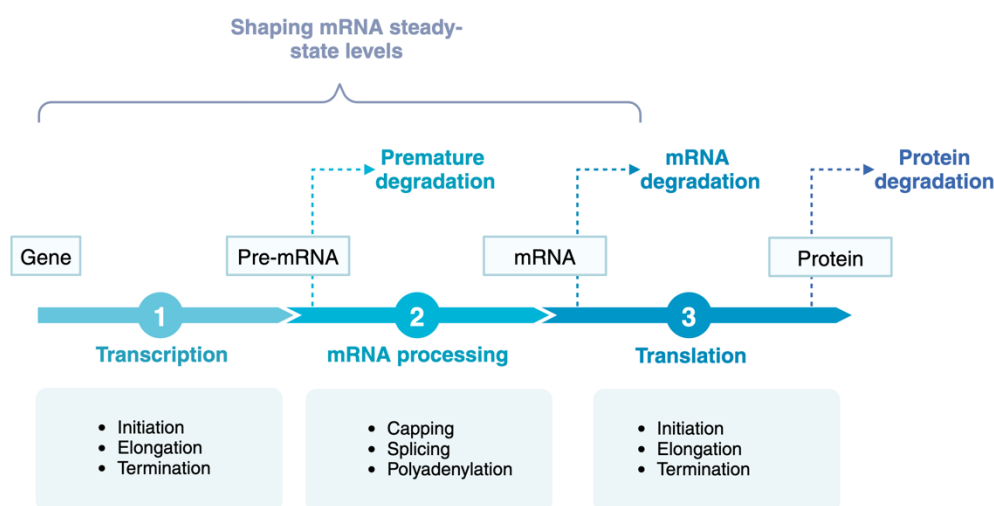 Shaping mRNA steady-
state levels
Premature
degradation
mRNA
degradation
Protein
degradation
Gene
Pre-mRNA
mRNA
Protein
1
2
3
Transcription
mRNA processing
Translation
• Initiation
• Elongation
• Termination
• Capping
• Splicing
• Polyadenylation
• Initiation
• Elongation
• Termination